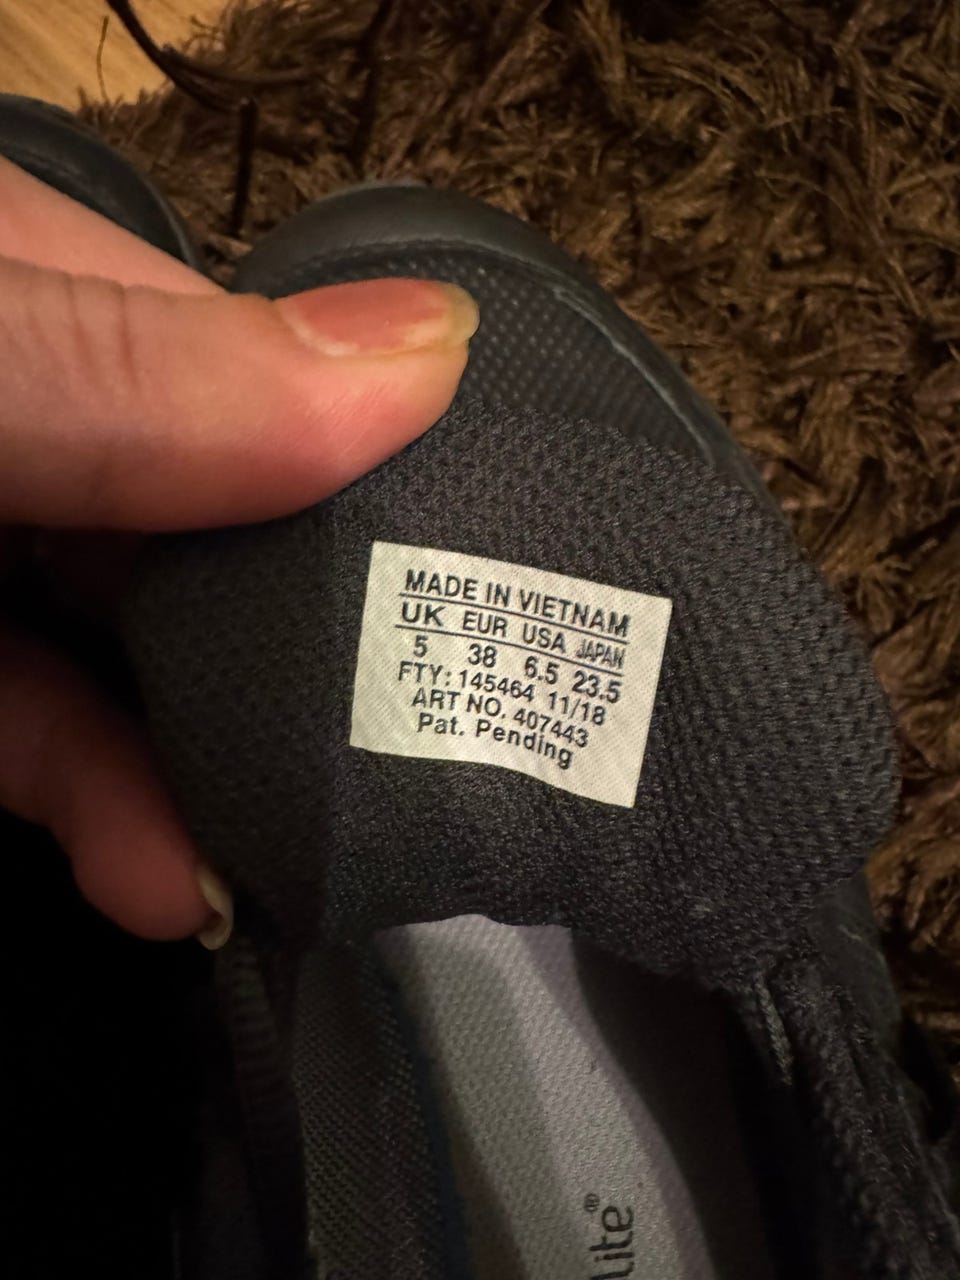 MADE IN VIETNAM
UK EUR USA JAPAN
5 38 6.5 23.5
FTY: 145464 11/18
ART NO. 407443
Pat. Pending
lite®